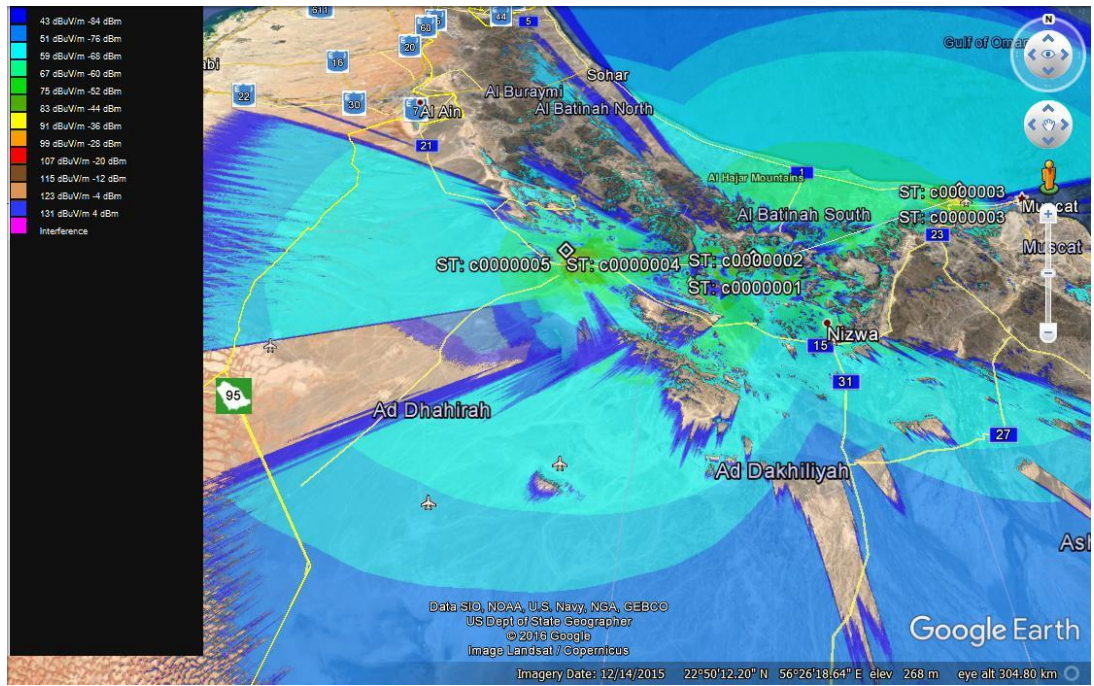 43 dBuV/m -84 dBm
51 dBuV/m -76 dBm
59 dBuV/m -68 dBm
67 dBuV/m -60 dBm
75 dBuV/m -52 dBm
83 dBuV/m -44 dBm
91 dBuV/m -36 dBm
99 dBuV/m -28 dBm
107 dBuV/m -20 dBm
115 dBuV/m -12 dBm
123 dBuV/m -4 dBm
131 dBuV/m 4 dBm
Interference
611
44
5
60
20
16
N
Gulf of Oman
abi
Sohar
22
30
E 7
Al Ain
Al Buraymi
Al Batinah North
21
1
Al Hajar Mountains
ST: c0000003
Muscat
Al Batinah South
ST: c0000003
23
Muscat
ST: c0000005
ST: c0000004
ST: c0000002
ST: c0000001
Nizwa
15
31
95
Ad Dhahirah
27
Ad Dakhiliyah
Ash
Data SIO, NOAA, U.S. Navy, NGA, GEBCO
US Dept of State Geographer
© 2016 Google
Image Landsat / Copernicus
Google Earth
Imagery Date: 12/14/2015 22°50'12.20" N 56°26'18.64" E elev 268 m eye alt 304.80 km